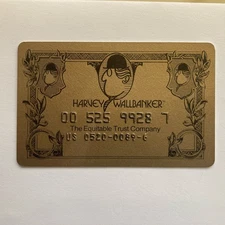 HARVEY WALLBANKER
00 525 9928 7
The Equitable Trust Company
US 0520-0089-6